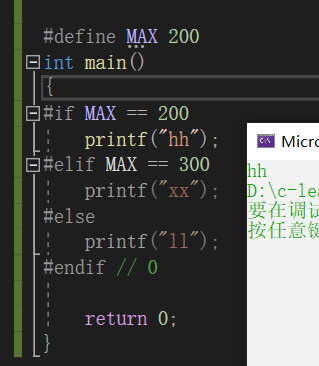 #define MAX 200
int main()
{
#if MAX == 200
printf("hh");
#elif MAX == 300
printf("xx");
#else
printf("ll");
#endif // 0
return 0;
}
Micro
hh
D:\c-lea
要在调试
按任意键